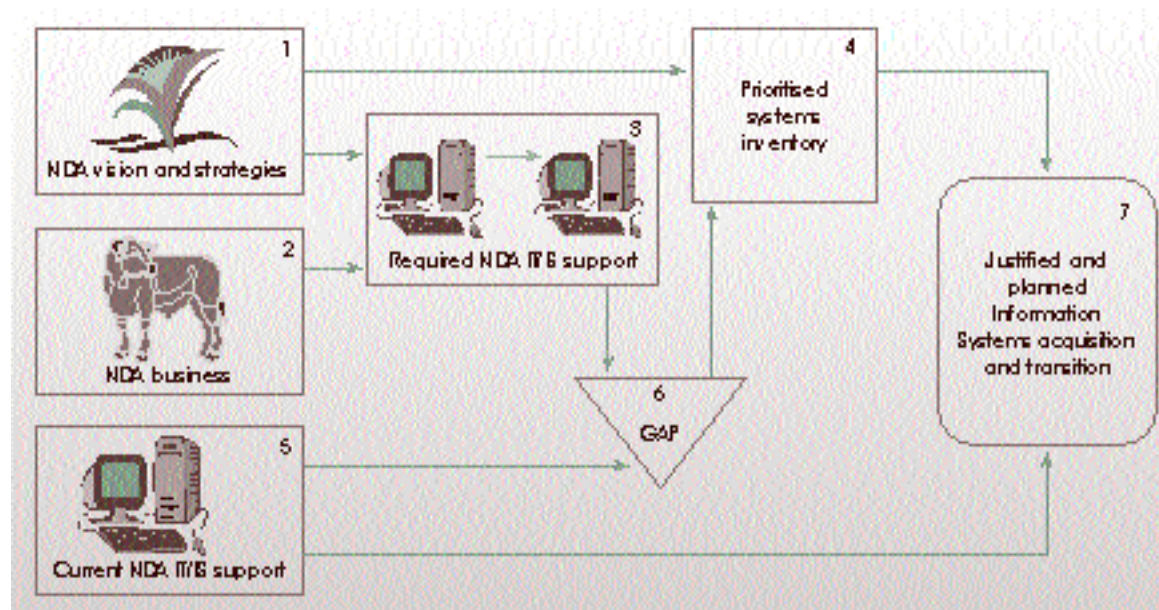 1
NDA vision and strategies
2
NDA business
3
Required NDA IT/IS support
4
Prioritised
systems
inventory
5
Current NDA IT/IS support
6
GAP
7
Justified and
planned
Information
Systems acquisition
and transition